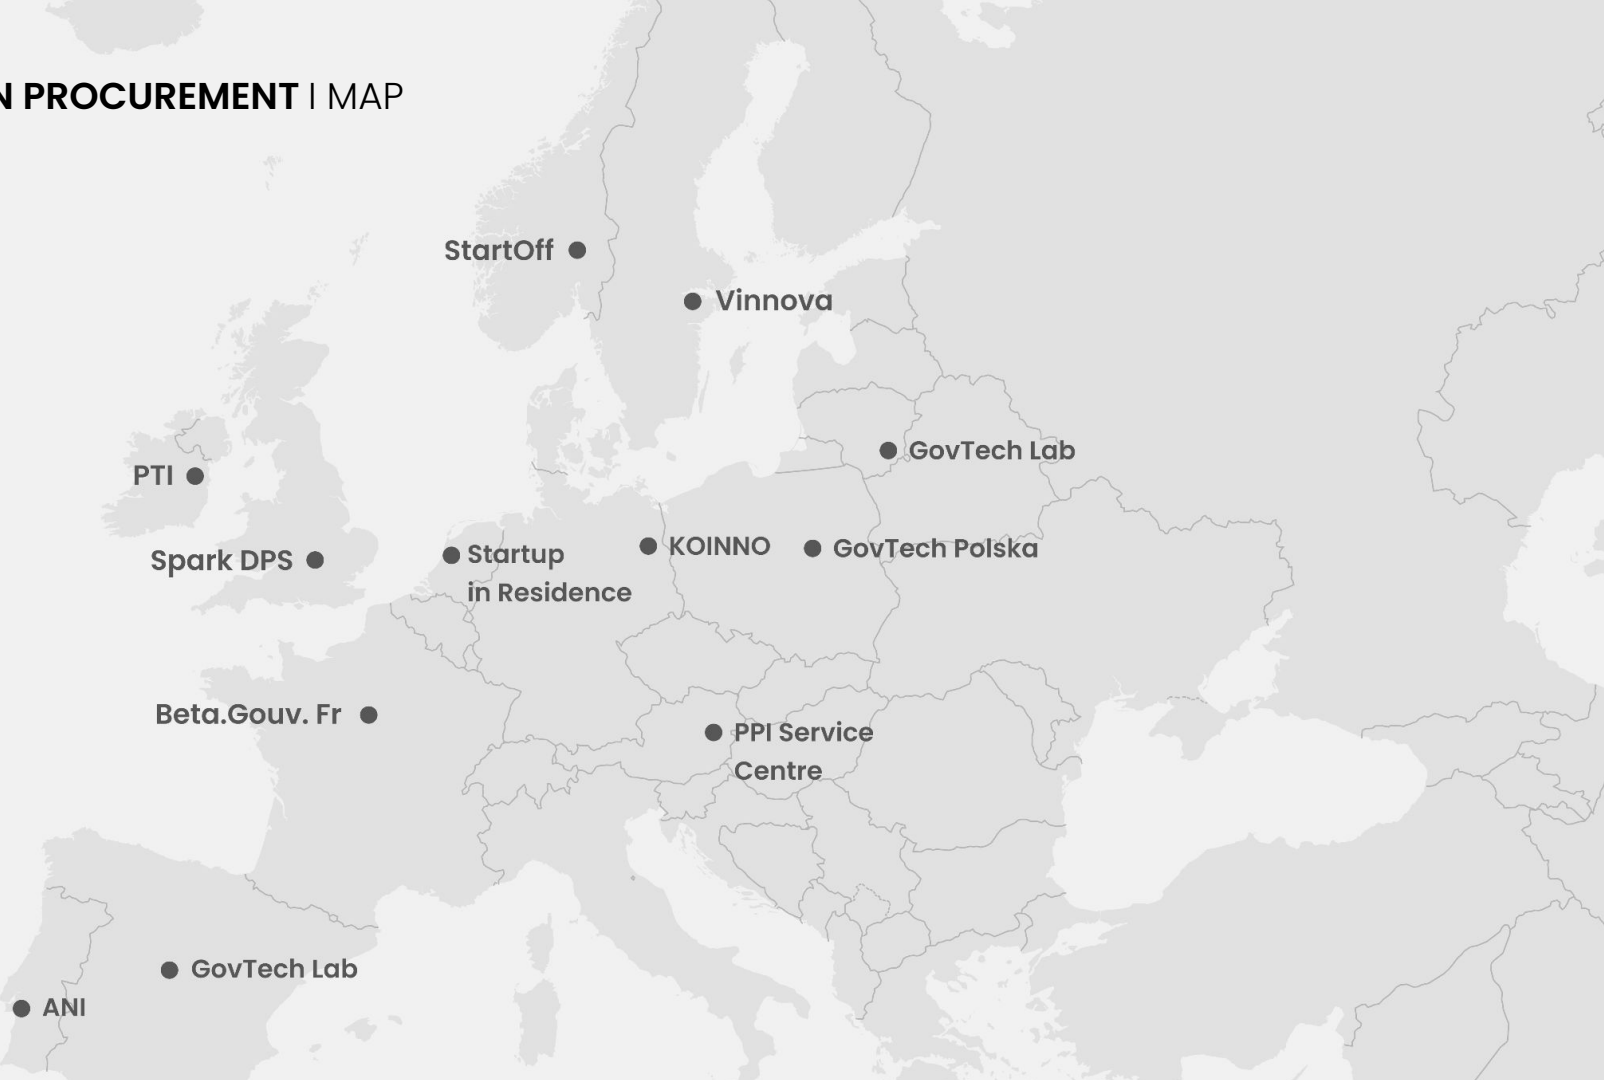 N PROCUREMENT I MAP
StartOff
Vinnova
GovTech Lab
PTI
KOINNO
GovTech Polska
Spark DPS
Startup
in Residence
Beta.Gouv. Fr
PPI Service
Centre
GovTech Lab
ANI